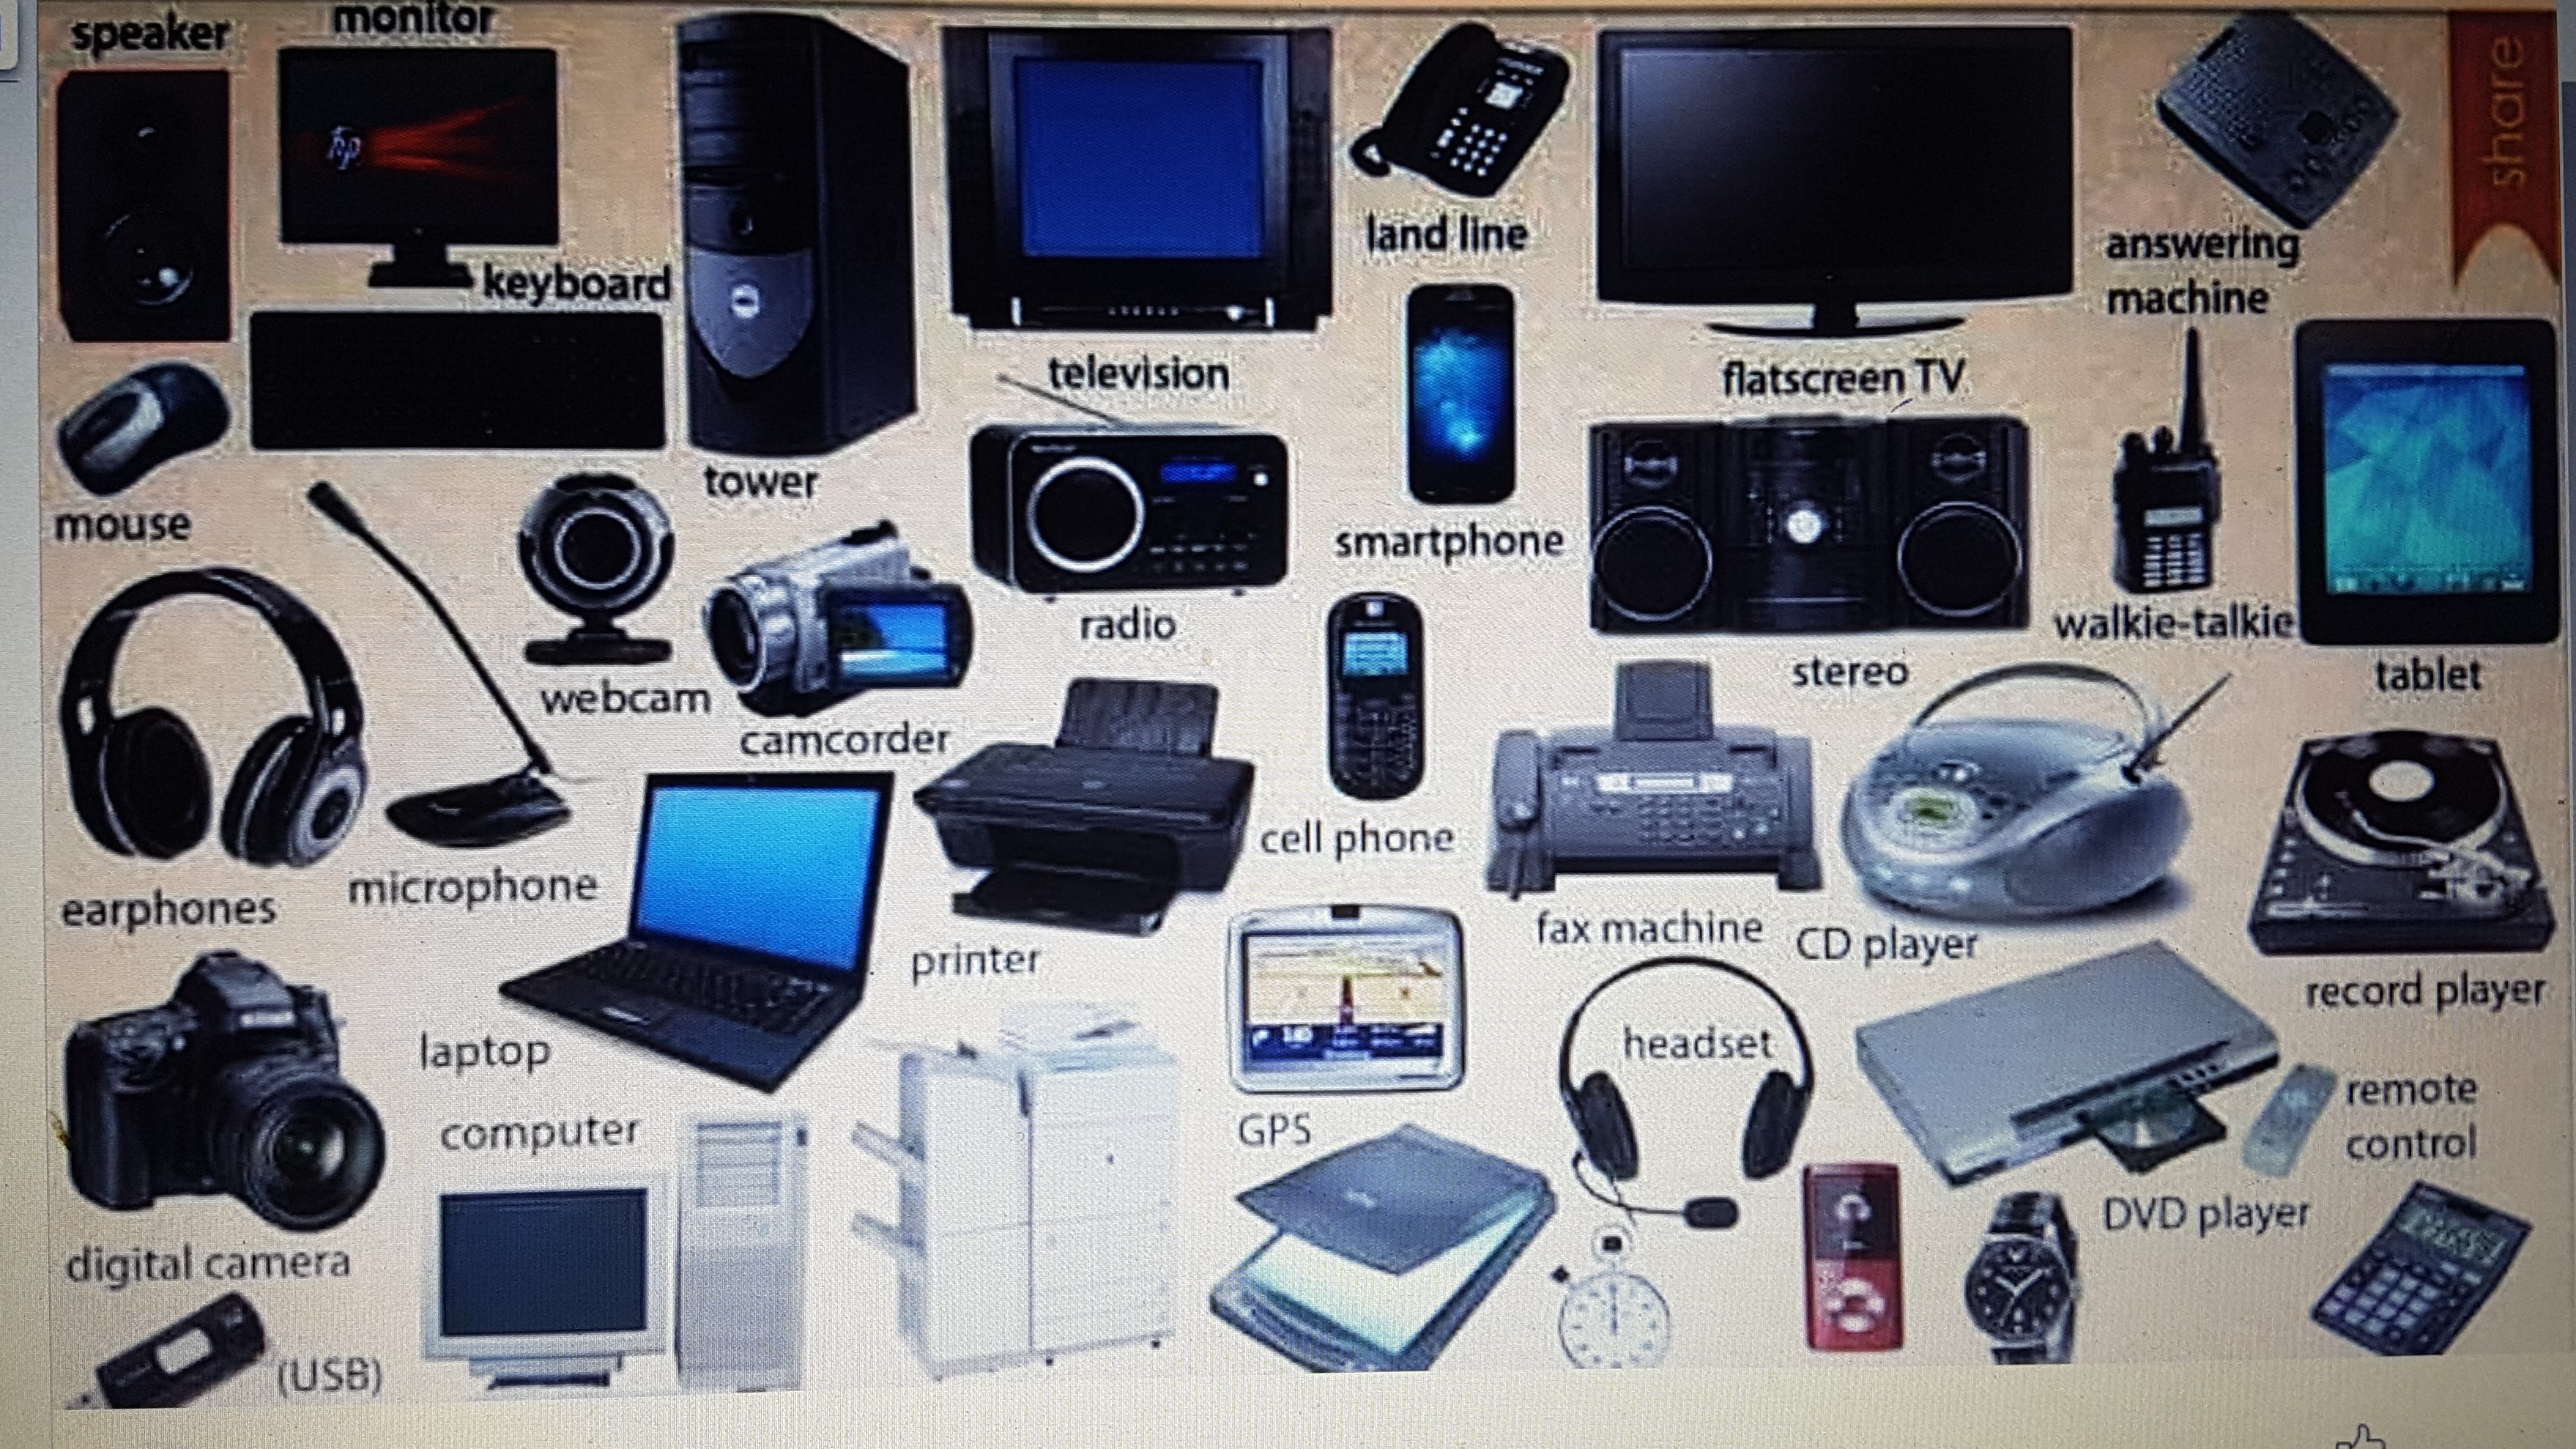 speaker
monitor
hp
keyboard
mouse
tower
television
land line
flatscreen TV
answering
machine
share
smartphone
radio
stereo
walkie-talkie
tablet
webcam
camcorder
earphones
microphone
printer
cell phone
fax machine
CD player
record player
laptop
computer
GPS
headset
remote
control
DVD player
digital camera
(USB)